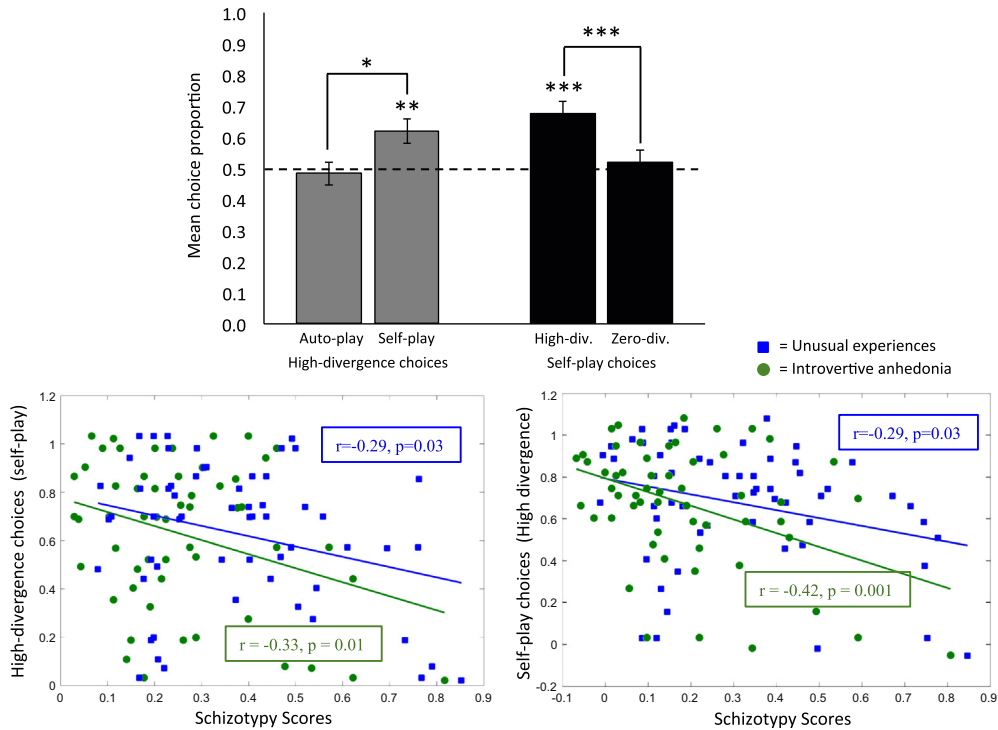 1.0
0.9
0.8
0.7
0.6
0.5
0.4
0.3
0.2
0.1
0.0
Mean choice proportion
*
**
***
***
Auto-play Self-play
High-divergence choices
High-div. Zero-div.
Self-play choices
= Unusual experiences
= Introvertive anhedonia
1.2
1
0.8
0.6
0.4
0.2
0
High-divergence choices (self-play)
r=-0.29, p=0.03
r = -0.33, p = 0.01
0 0.1 0.2 0.3 0.4 0.5 0.6 0.7 0.8 0.9
Schizotypy Scores
1.2
1
0.8
0.6
0.4
0.2
0
-0.2
Self-play choices (High divergence)
r=-0.29, p=0.03
r = -0.42, p = 0.001
-0.1 0 0.1 0.2 0.3 0.4 0.5 0.6 0.7 0.8 0.9
Schizotypy Scores